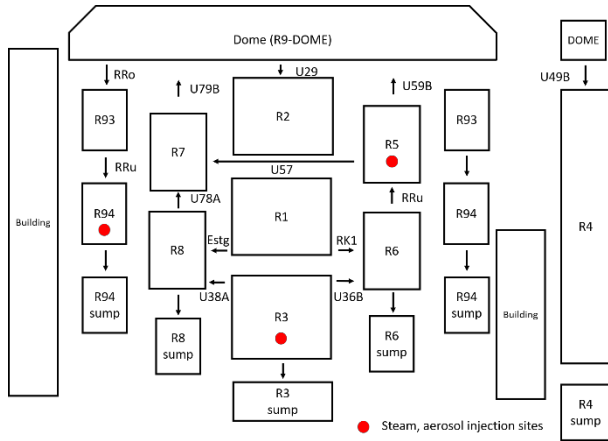 Dome (R9-DOME)
DOME
RRo
U79B
U29
U59B
U49B
R93
R2
R93
R7
R5
RRu
U57
U78A
RRu
R94
R1
R94
R4
Building
Estg
RK1
R8
R6
U38A
U36B
R94
sump
R3
R94
sump
Building
R8
sump
R6
sump
R3
sump
R4
sump
Steam, aerosol injection sites